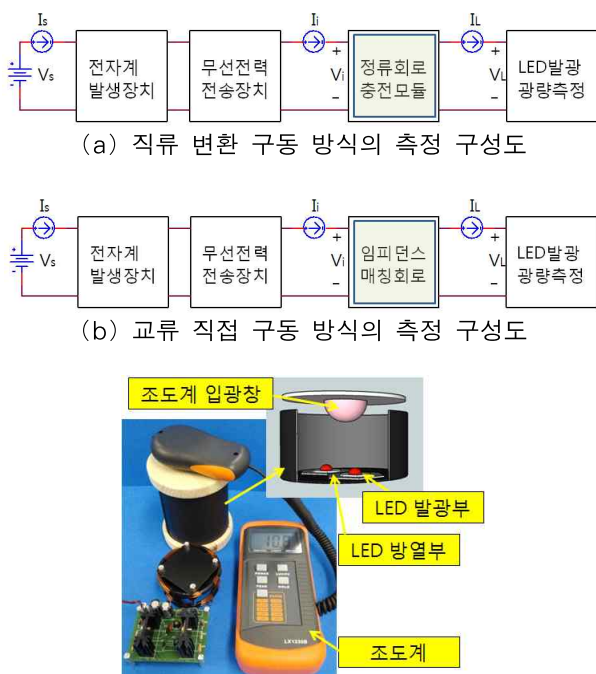 Is Ii IL
Vs 전자계 발생장치 무선전력 전송장치 + Vi − 정류회로 충전모듈 + VL − LED발광 광량측정
(a) 직류 변환 구동 방식의 측정 구성도
Is Ii IL
Vs 전자계 발생장치 무선전력 전송장치 + Vi − 임피던스 매칭회로 + VL − LED발광 광량측정
(b) 교류 직접 구동 방식의 측정 구성도
조도계 입광창
LED 발광부
LED 방열부
조도계
LX1330B